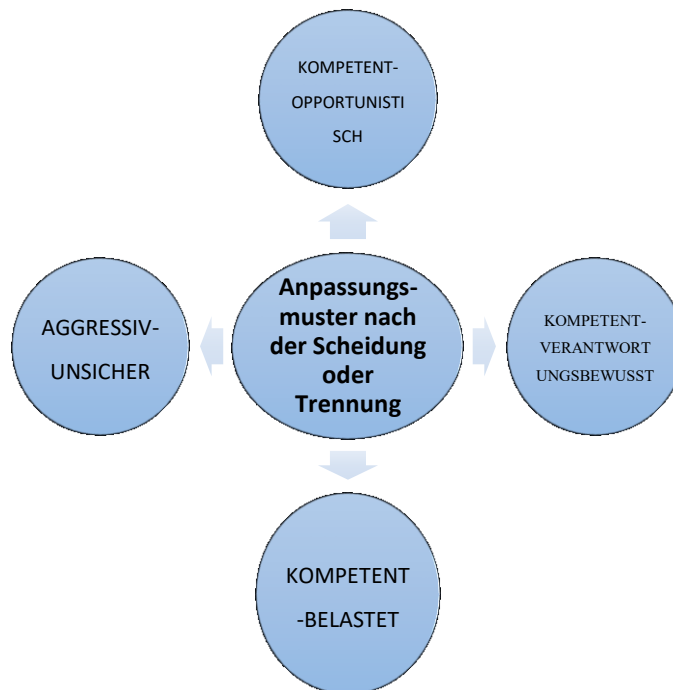 KOMPETENT-
OPPORTUNISTI
SCH
AGGRESSIV-
UNSICHER
Anpassungs-
muster nach
der Scheidung
oder
Trennung
KOMPETENT-
VERANTWORT
UNGSBEWUSST
KOMPETENT
-BELASTET